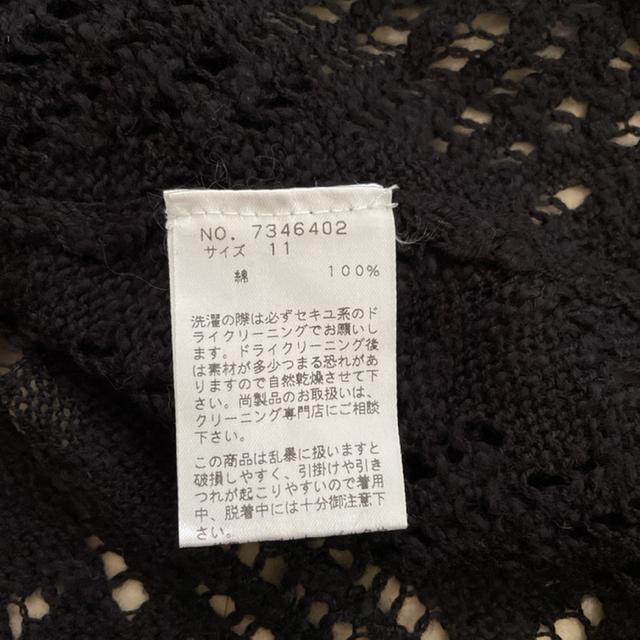 NO. 7346402
サイズ 11
綿 100%
洗濯の際は必ずセキユ系のド
ライクリーニングでお願いし
ます。ドライクリーニング後
は素材が多少つまる恐れがあ
りますので自然乾燥させて下
さい。尚製品のお取扱いは、
クリーニング専門店にご相談
下さい。
この商品は乱暴に扱いますと
破損しやすく、引掛けや引き
つれが起こりやすいので着用
中、脱着中には十分御注意下
さい。